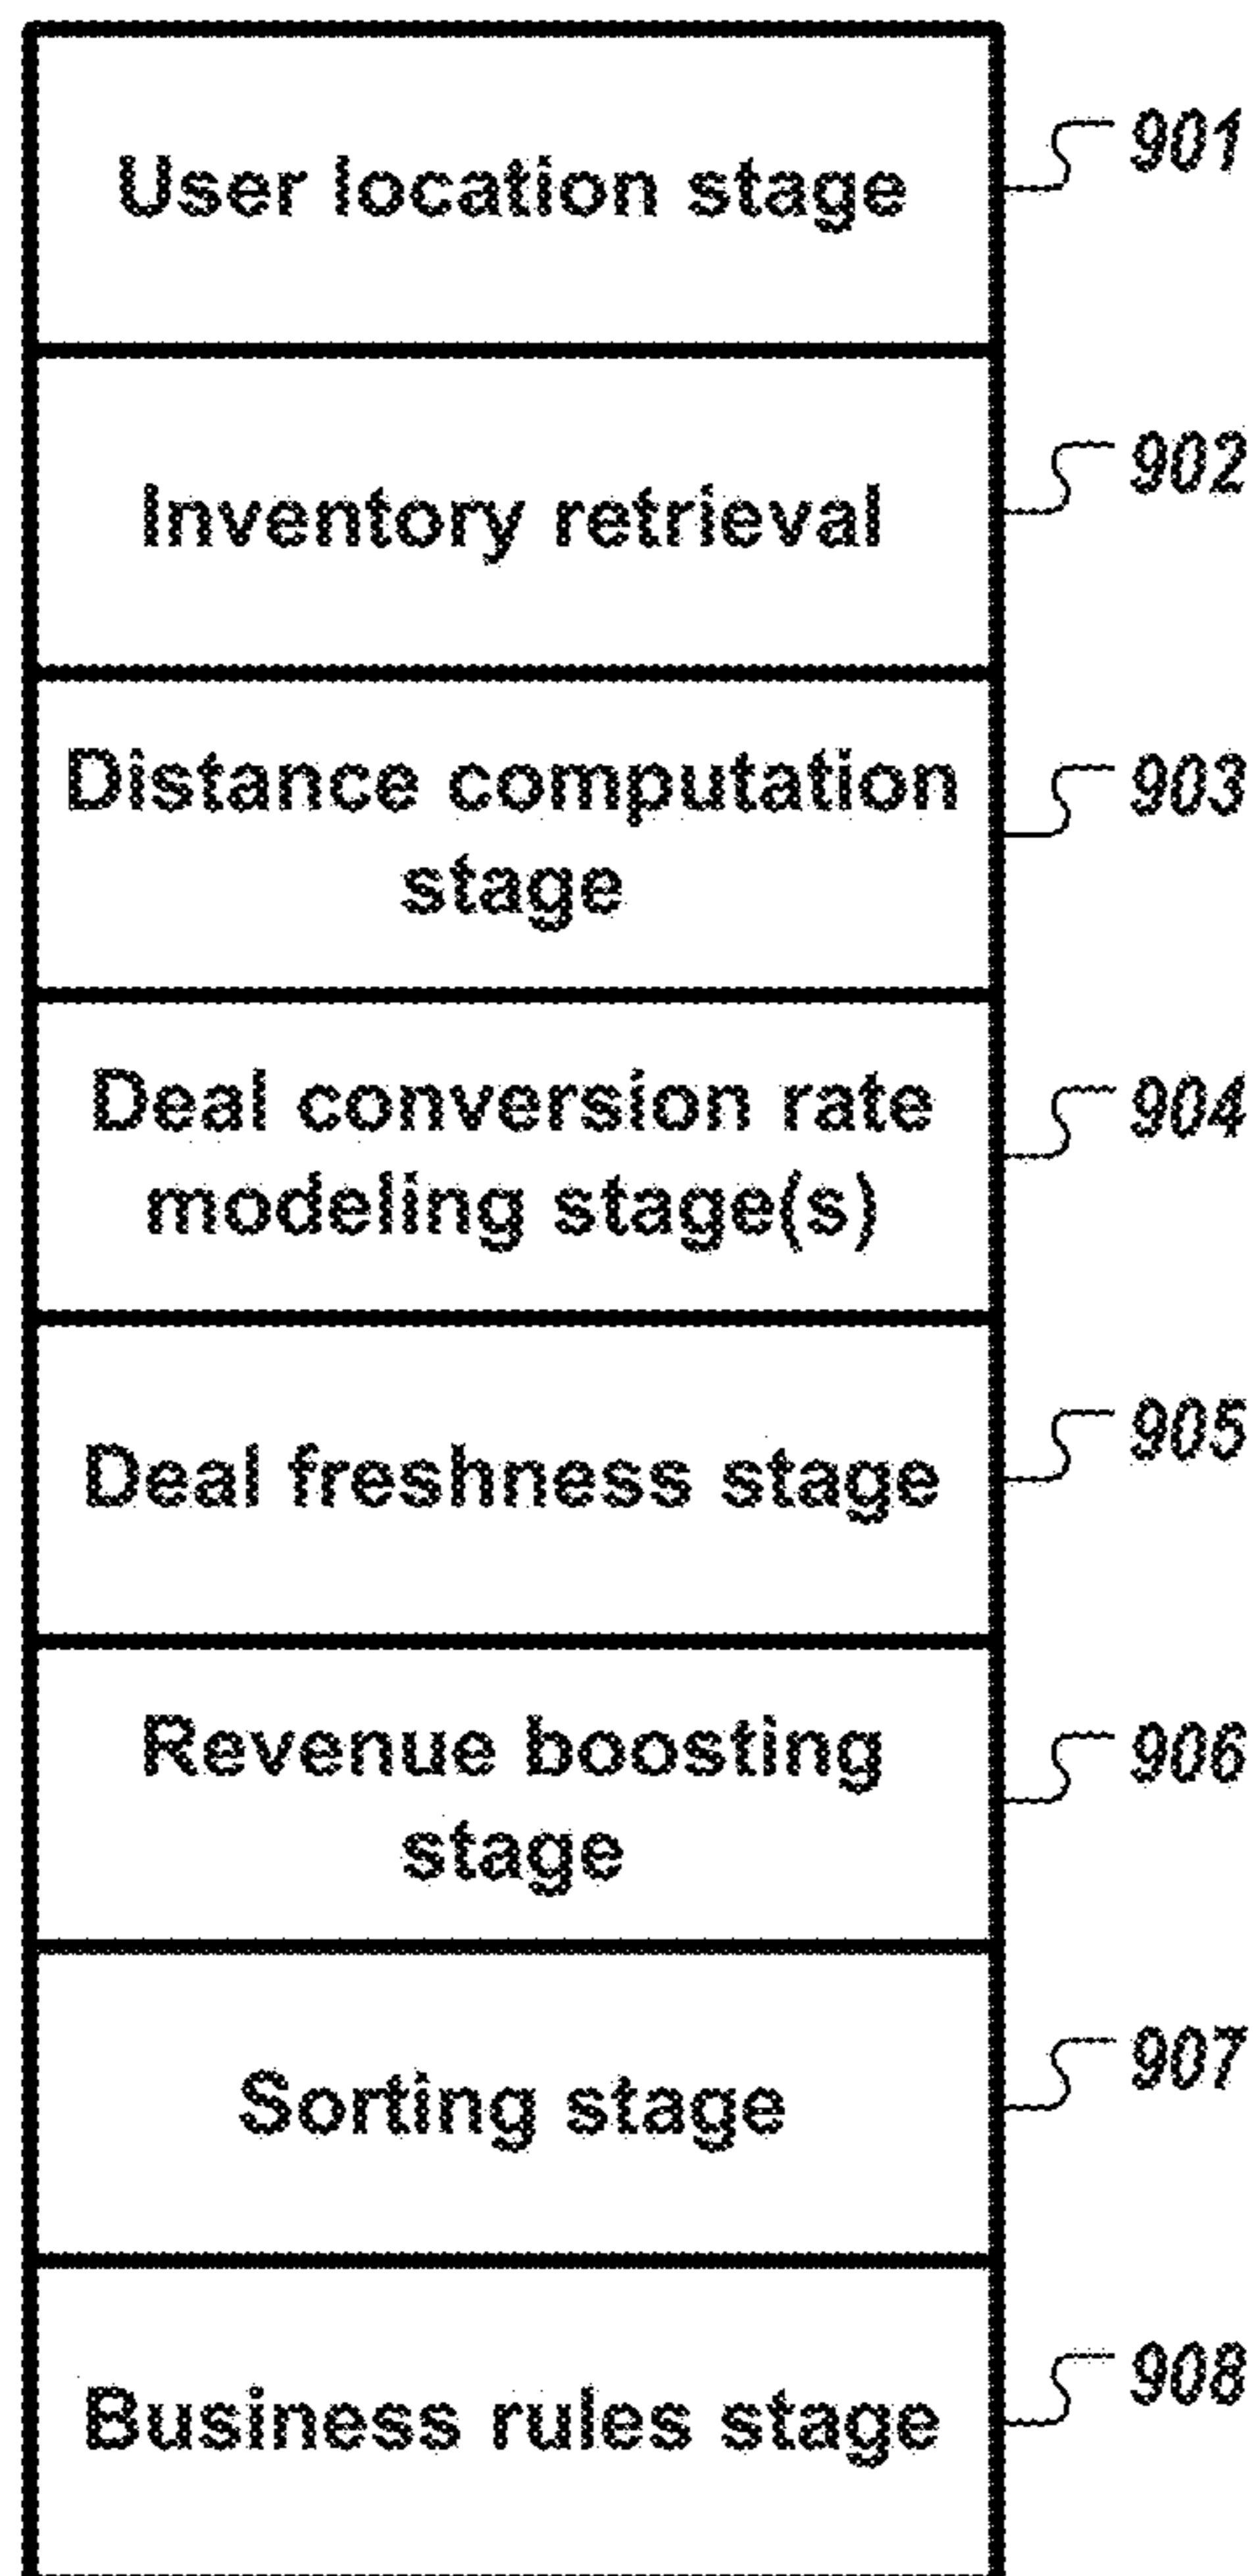 User location stage
901
Inventory retrieval
902
Distance computation
stage
903
Deal conversion rate
modeling stage(s)
904
Deal freshness stage
905
Revenue boosting
stage
906
Sorting stage
907
Business rules stage
908